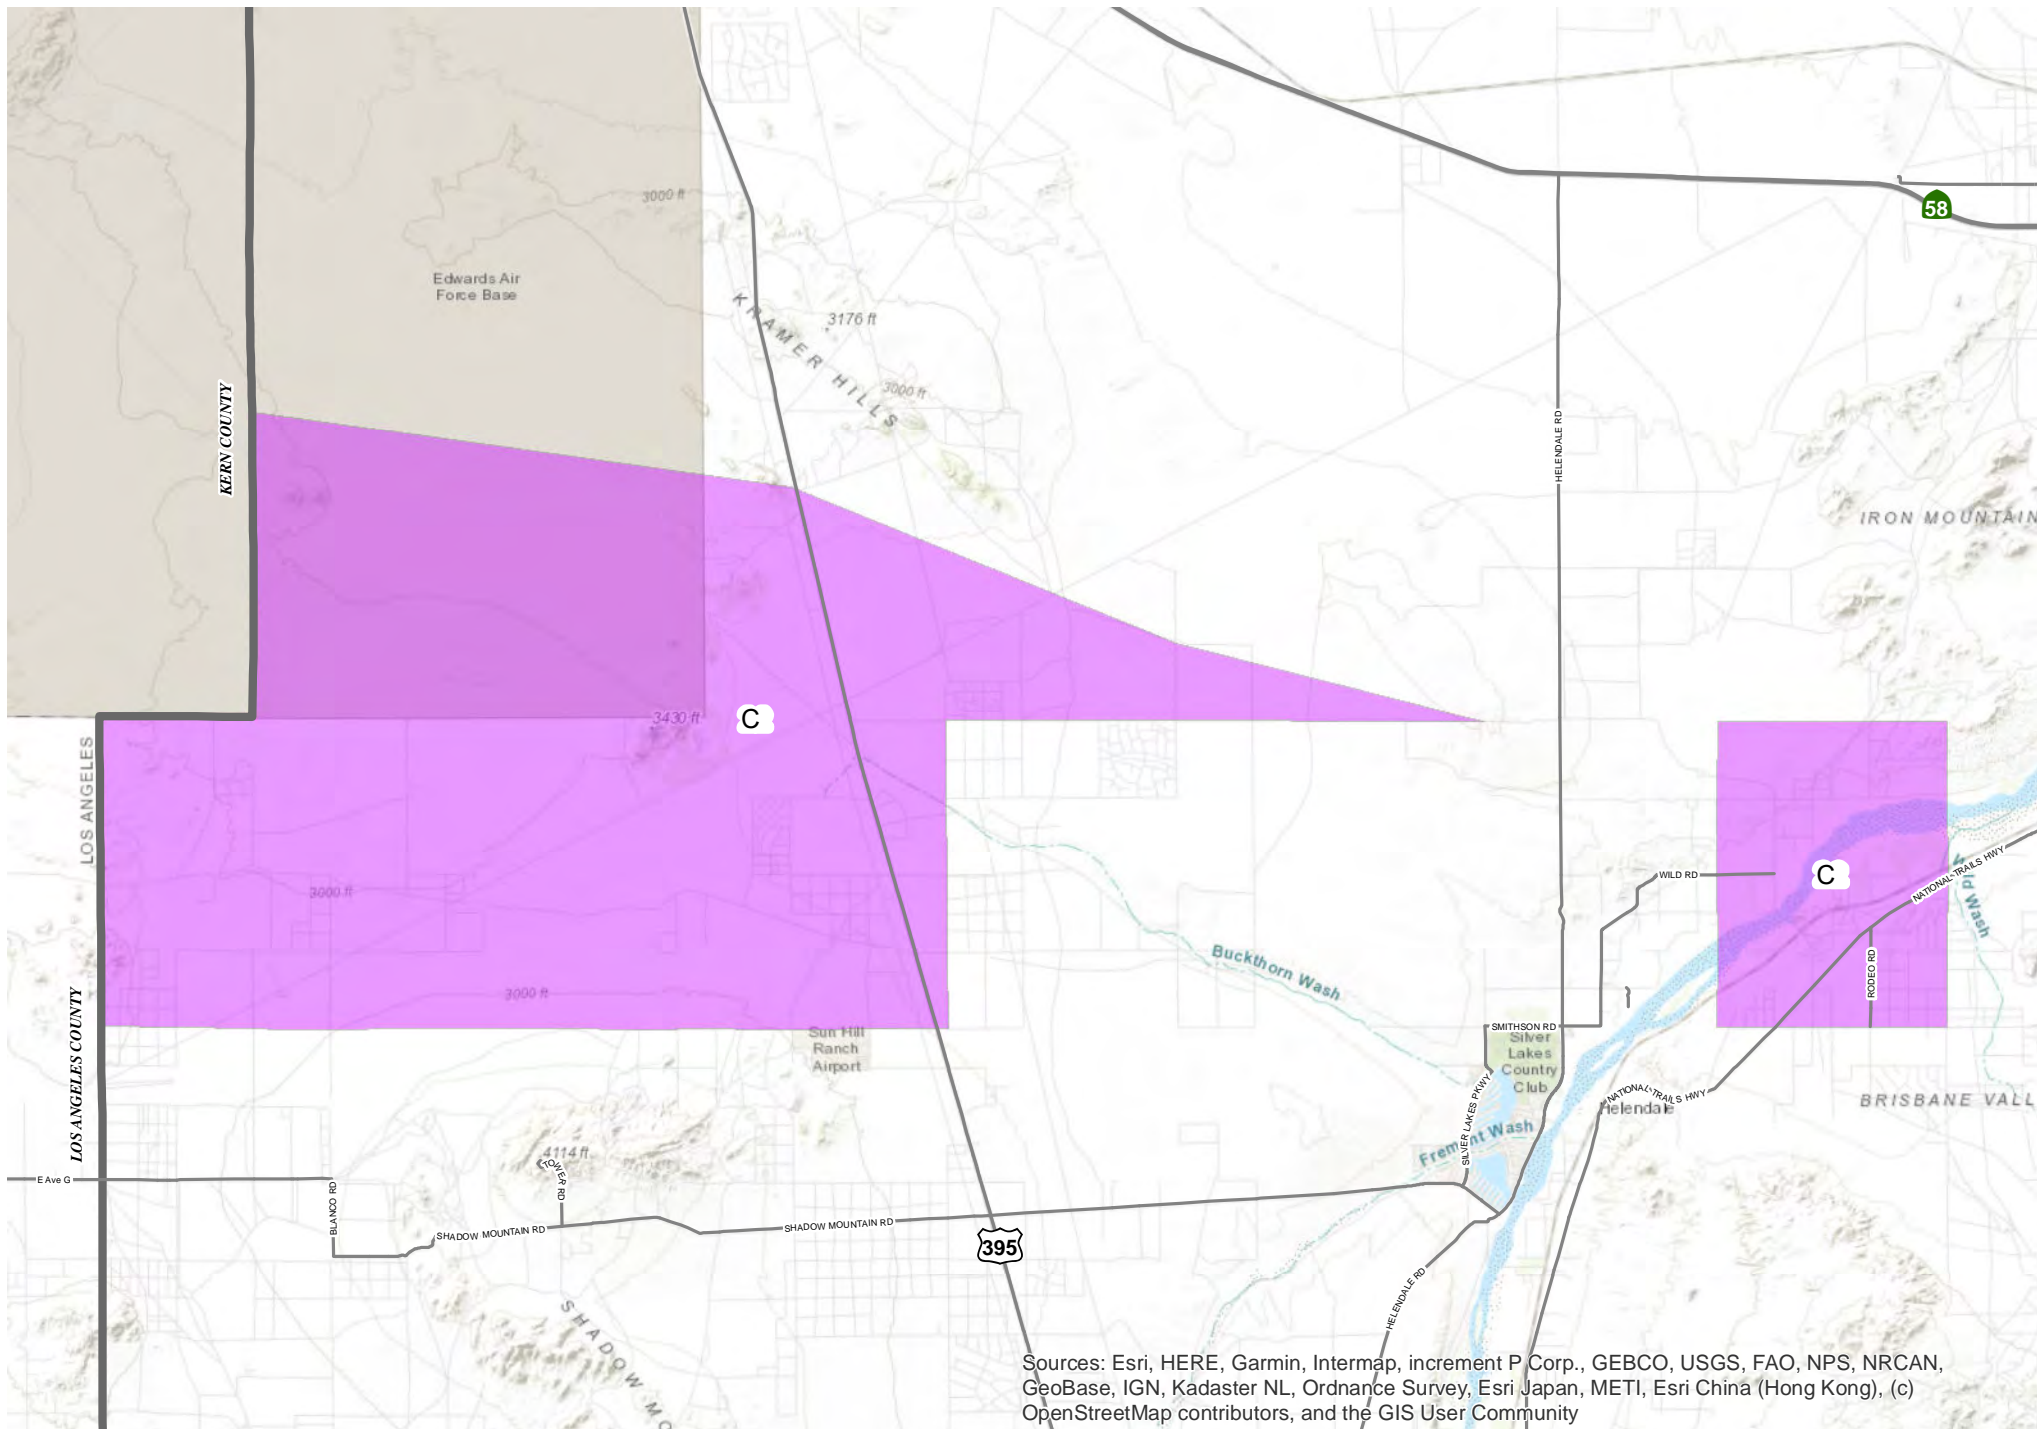 58
3000 ft
Edwards Air
Force Base
KRAMER HILLS
3176 ft
3000 ft
KERN COUNTY
HELENDALE RD
IRON MOUNTAIN
3430 ft
C
LOS ANGELES
3000 ft
WILD RD
C
NATIONAL TRAILS HWY
Wild Wash
Buckthorn Wash
RODEO RD
3000 ft
LOS ANGELES COUNTY
Sun Hill
Ranch
Airport
SMITHSON RD
Silver
Lakes
Country
Club
SILVER LAKES PKWY
NATIONAL TRAILS HWY
Helendale
BRISBANE VALL
Fremont Wash
4114 ft
TOWER RD
E Ave G
BLANCO RD
SHADOW MOUNTAIN RD
SHADOW MOUNTAIN RD
395
HELENDALE RD
SHADOW MO
Sources: Esri, HERE, Garmin, Intermap, increment P Corp., GEBCO, USGS, FAO, NPS, NRCAN,
GeoBase, IGN, Kadaster NL, Ordnance Survey, Esri Japan, METI, Esri China (Hong Kong), (c)
OpenStreetMap contributors, and the GIS User Community